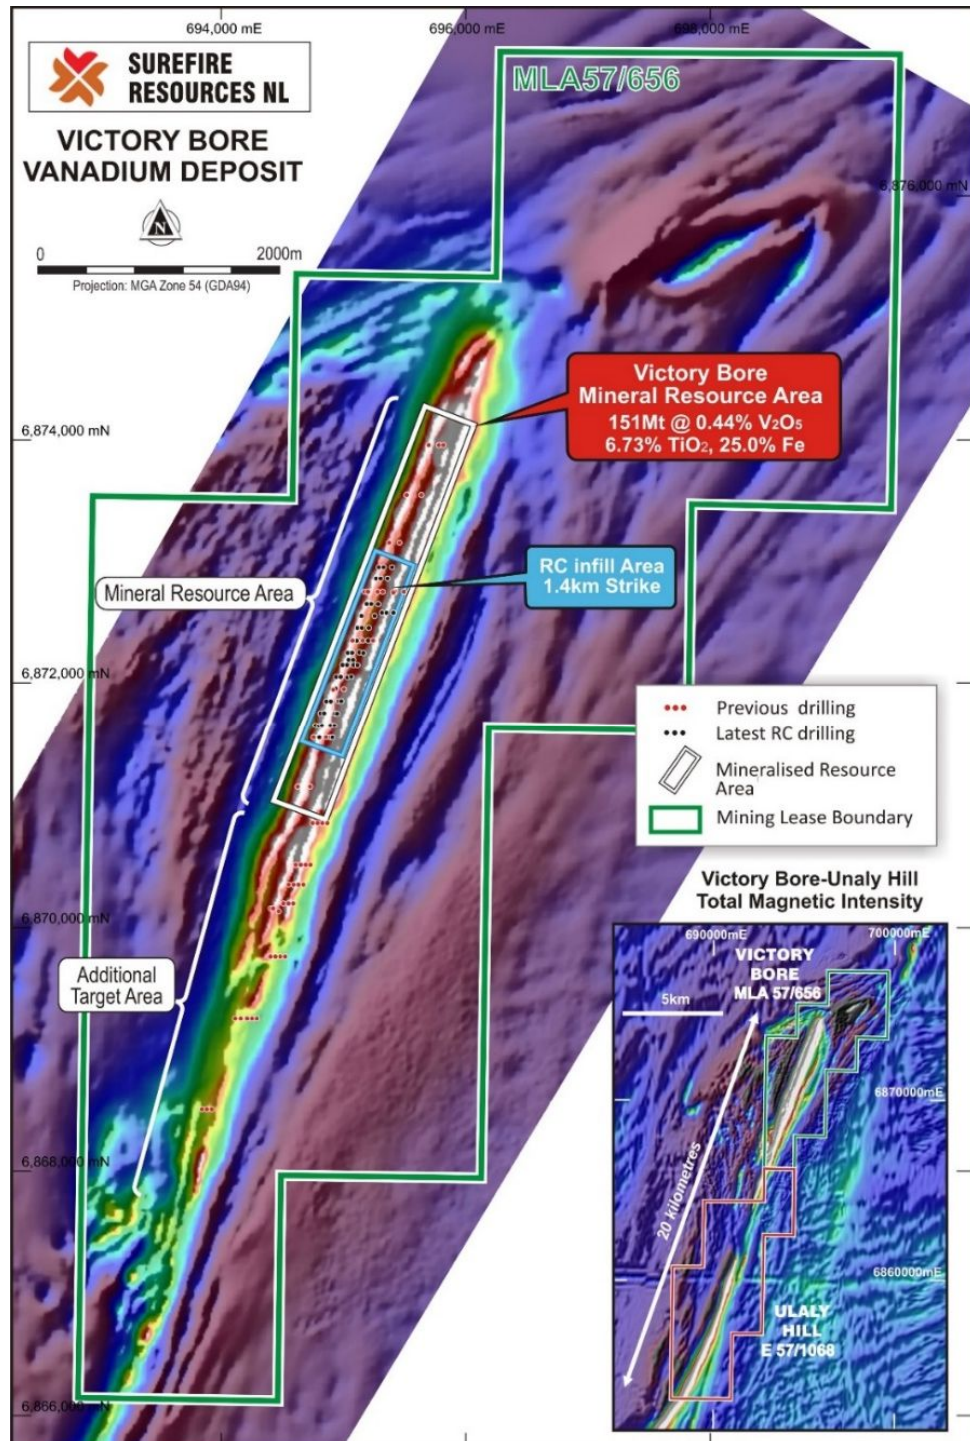 694,000 mE
696,000 mE
698,000 mE
SUREFIRE
RESOURCES NL
MLA57/656
VICTORY BORE
VANADIUM DEPOSIT
6,876,000 mN
N
0
2000m
Projection: MGA Zone 54 (GDA94)
Victory Bore
Mineral Resource Area
151Mt @ 0.44% V₂O₅
6.73% TiO₂, 25.0% Fe
6,874,000 mN
RC infill Area
1.4km Strike
Mineral Resource Area
6,872,000 mN
Previous drilling
Latest RC drilling
Mineralised Resource
Area
Mining Lease Boundary
Victory Bore-Unaly Hill
Total Magnetic Intensity
6,870,000 mN
690000mE
700000mE
VICTORY
BORE
MLA 57/656
5km
Additional
Target Area
6870000mE
6,868,000 mN
20 kilometres
6860000mE
ULALY
HILL
E 57/1068
6,866,000 mN